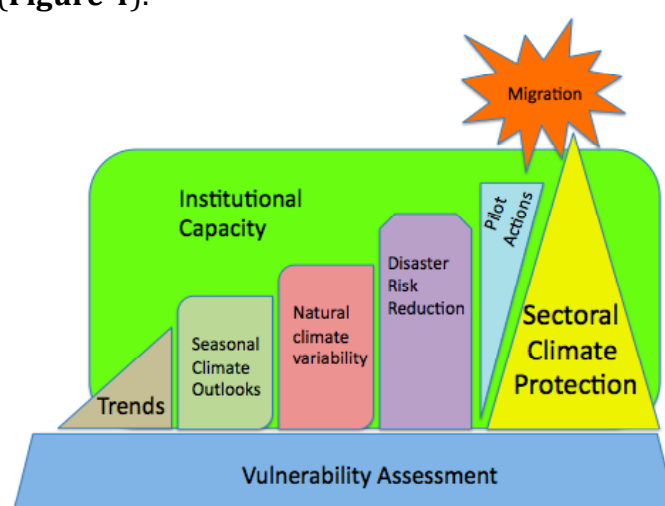 (Figure 4).
Migration
Institutional
Capacity
Pilot
Actions
Disaster
Risk
Reduction
Natural
climate
variability
Seasonal
Climate
Outlooks
Sectoral
Climate
Protection
Trends
Vulnerability Assessment